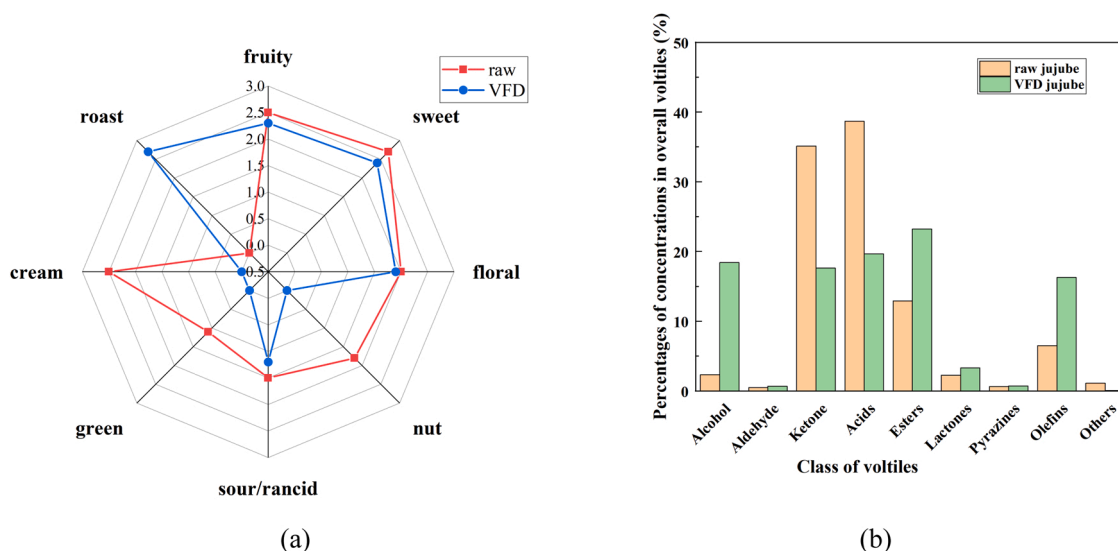 fruity
raw
VFD
roast
sweet
3.0
2.5
2.0
1.5
1.0
0.5
0.0
0.5
cream
floral
green
nut
sour/rancid
(a)
Percentages of concentrations in overall voltiles (%)
50
40
30
20
10
0
raw jujube
VFD jujube
Alcohol
Aldehyde
Ketone
Acids
Esters
Lactones
Pyrazines
Olefins
Others
Class of voltiles
(b)